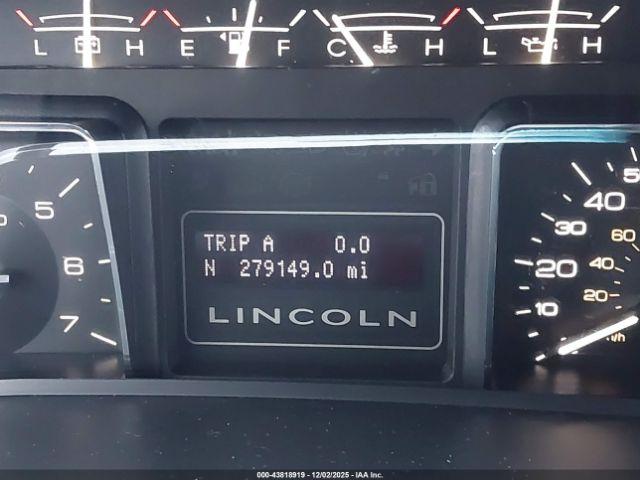 L H E F C H L H
5 6 7
TRIP A 0.0
N 279149.0 mi
LINCOLN
10 20 30 40
20 40 60
000-43818919 - 12/02/2025 - IAA Inc.